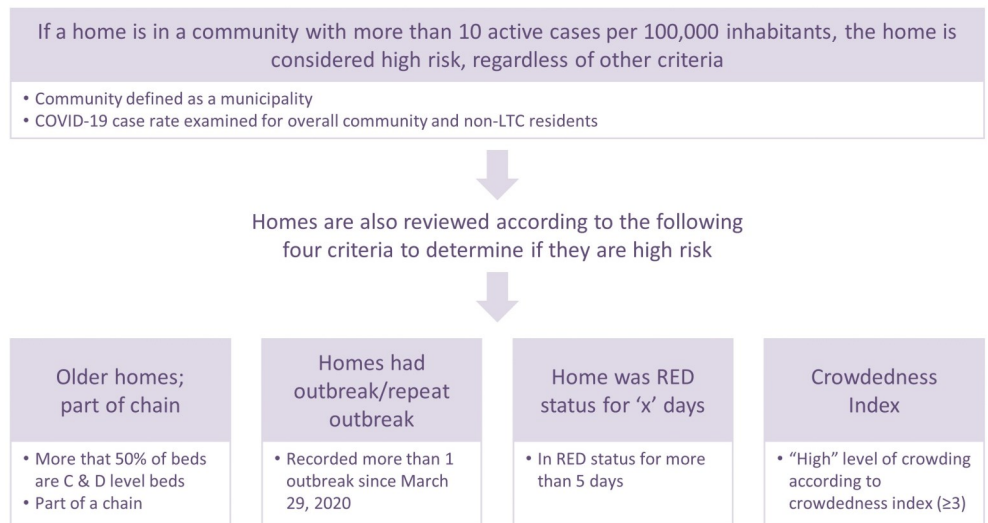 If a home is in a community with more than 10 active cases per 100,000 inhabitants, the home is
considered high risk, regardless of other criteria
• Community defined as a municipality
• COVID-19 case rate examined for overall community and non-LTC residents
Homes are also reviewed according to the following
four criteria to determine if they are high risk
Older homes;
part of chain
• More that 50% of beds
are C & D level beds
• Part of a chain
Homes had
outbreak/repeat
outbreak
• Recorded more than 1
outbreak since March
29, 2020
Home was RED
status for ‘x’ days
• In RED status for more
than 5 days
Crowdedness
Index
• “High” level of crowding
according to
crowdedness index (≥3)